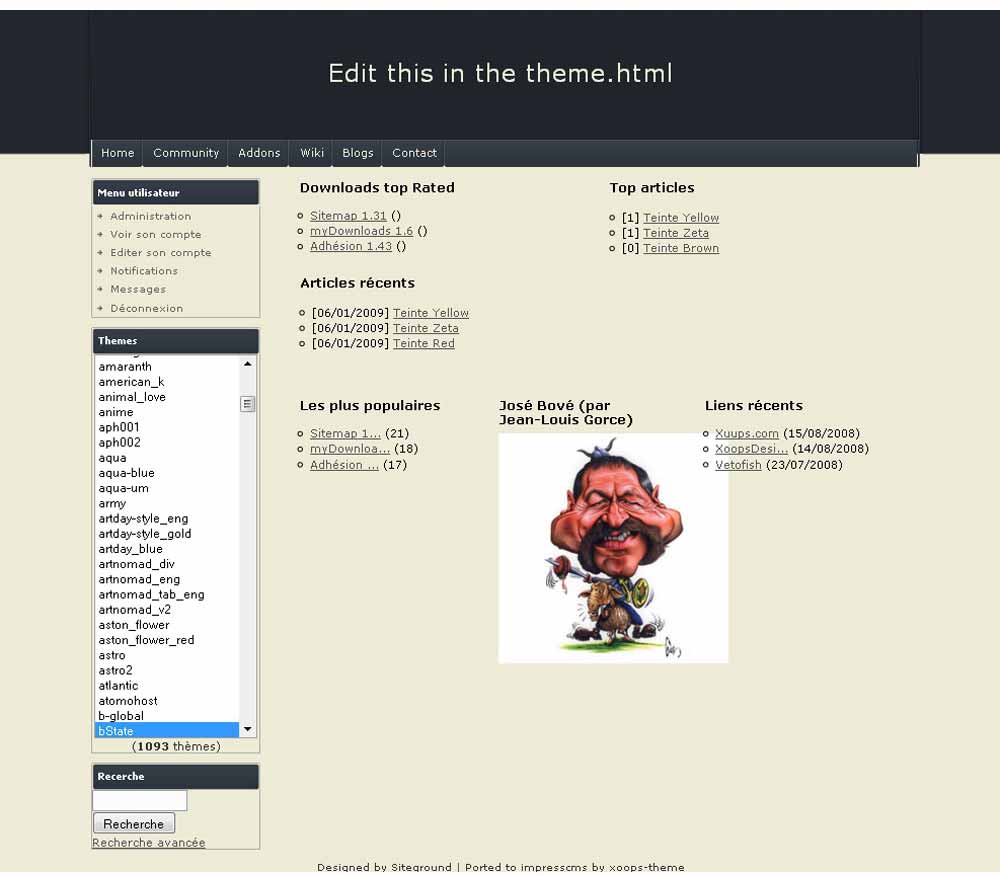 Edit this in the theme.html
Home Community Addons Wiki Blogs Contact
Menu utilisateur
Administration
Voir son compte
Editer son compte
Notifications
Messages
Déconnexion
Themes
amaranth
american_k
animal_love
anime
aph001
aph002
aqua
aqua-blue
aqua-um
army
artday-style_eng
artday-style_gold
artday_blue
artnomad_div
artnomad_eng
artnomad_tab_eng
artnomad_v2
aston_flower
aston_flower_red
astro
astro2
atlantic
atomohost
b-global
bState
(1093 thèmes)
Recerche
Recherche
Recherche avancée
Downloads top Rated
Sitemap 1.31 ()
myDownloads 1.6 ()
Adhésion 1.43 ()
Top articles
[1] Teinte Yellow
[1] Teinte Zeta
[0] Teinte Brown
Articles récents
[06/01/2009] Teinte Yellow
[06/01/2009] Teinte Zeta
[06/01/2009] Teinte Red
Les plus populaires
Sitemap 1... (21)
myDownloa... (18)
Adhésion ... (17)
José Bové (par
Jean-Louis Gorce)
Liens récents
Xuups.com (15/08/2008)
XoopsDesi... (14/08/2008)
Vetofish (23/07/2008)
Designed by Siteground | Ported to impresscms by xoops-theme